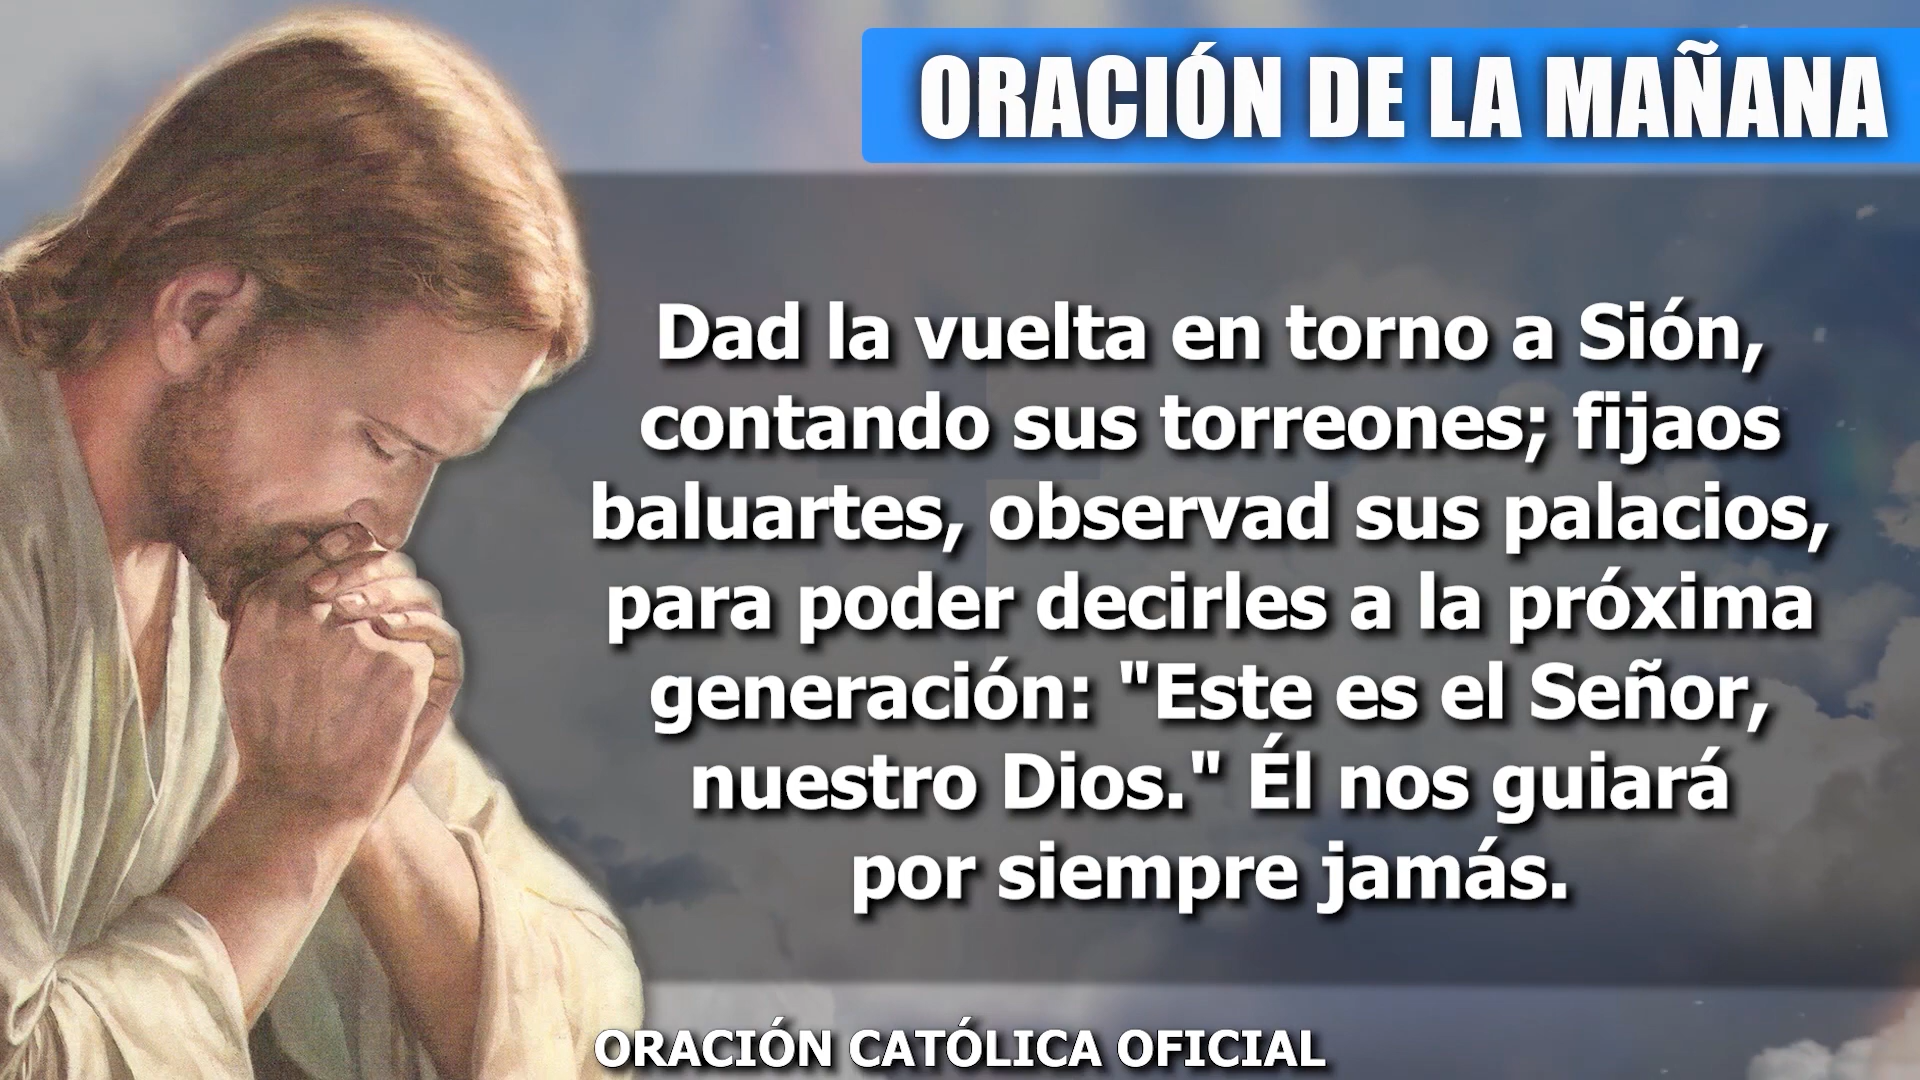 ORACIÓN DE LA MAÑANA
Dad la vuelta en torno a Sión,
contando sus torreones; fijaos
baluartes, observad sus palacios,
para poder decirles a la próxima
generación: "Este es el Señor,
nuestro Dios." Él nos guiará
por siempre jamás.
ORACIÓN CATÓLICA OFICIAL